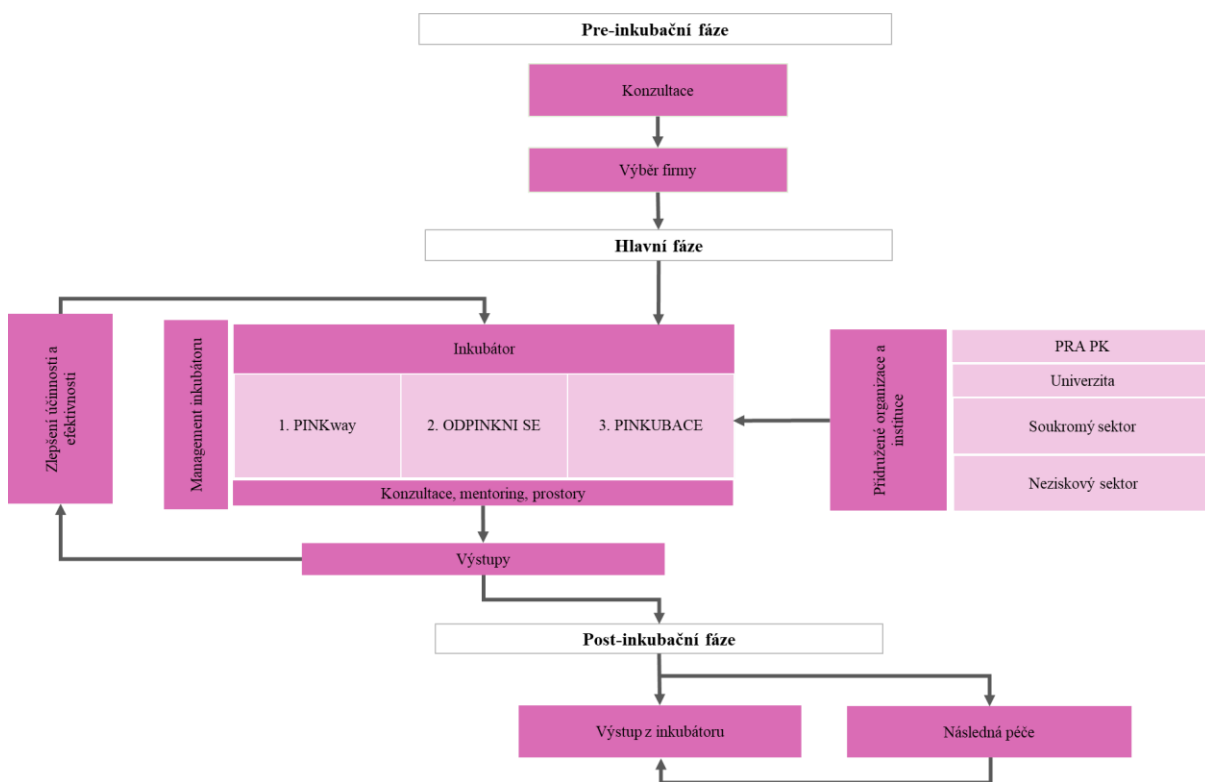 Pre-inkubační fáze
Konzultace
Výběr firmy
Hlavní fáze
Zlepšení účinnosti a
efektivnosti
Management inkubátoru
Inkubátor
1. PINKway
2. ODPINKNI SE
3. PINKUBACE
Konzultace, mentoring, prostory
Přidružené organizace a
instituce
PRA PK
Univerzita
Soukromý sektor
Neziskový sektor
Výstupy
Post-inkubační fáze
Výstup z inkubátoru
Následná péče